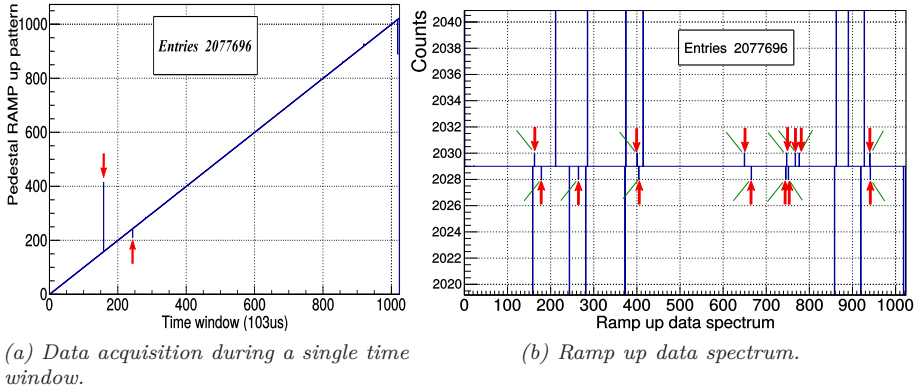 Pedestal RAMP up pattern
1000
800
600
400
200
0
Entries 2077696
0 200 400 600 800 1000
Time window (103us)
(a) Data acquisition during a single time
window.
Counts
2040
2038
2036
2034
2032
2030
2028
2026
2024
2022
2020
Entries 2077696
0 100 200 300 400 500 600 700 800 900 1000
Ramp up data spectrum
(b) Ramp up data spectrum.